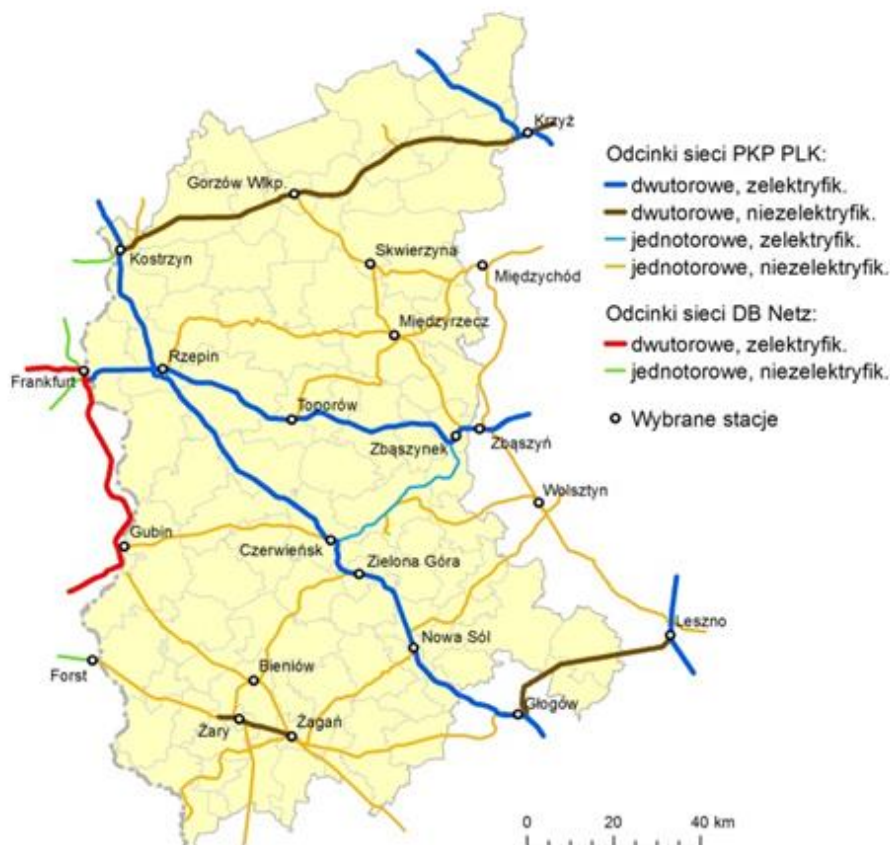 Krzyż
Odcinki sieci PKP PLK:
dwutorowe, zelektryfik.
dwutorowe, niezelektryfik.
jednotorowe, zelektryfik.
jednotorowe, niezelektryfik.
Odcinki sieci DB Netz:
dwutorowe, zelektryfik.
jednotorowe, niezelektryfik.
Wybrane stacje
Gorzów Wlkp.
Kostrzyn
Skwierzyna
Międzychód
Międzyrzecz
Rzepin
Frankfurt
Toporów
Zbąszynek
Zbąszyń
Wolsztyn
Gubin
Czerwieńsk
Zielona Góra
Leszno
Nowa Sól
Forst
Bieniów
Głogów
Żary
Żagań
0 20 40 km